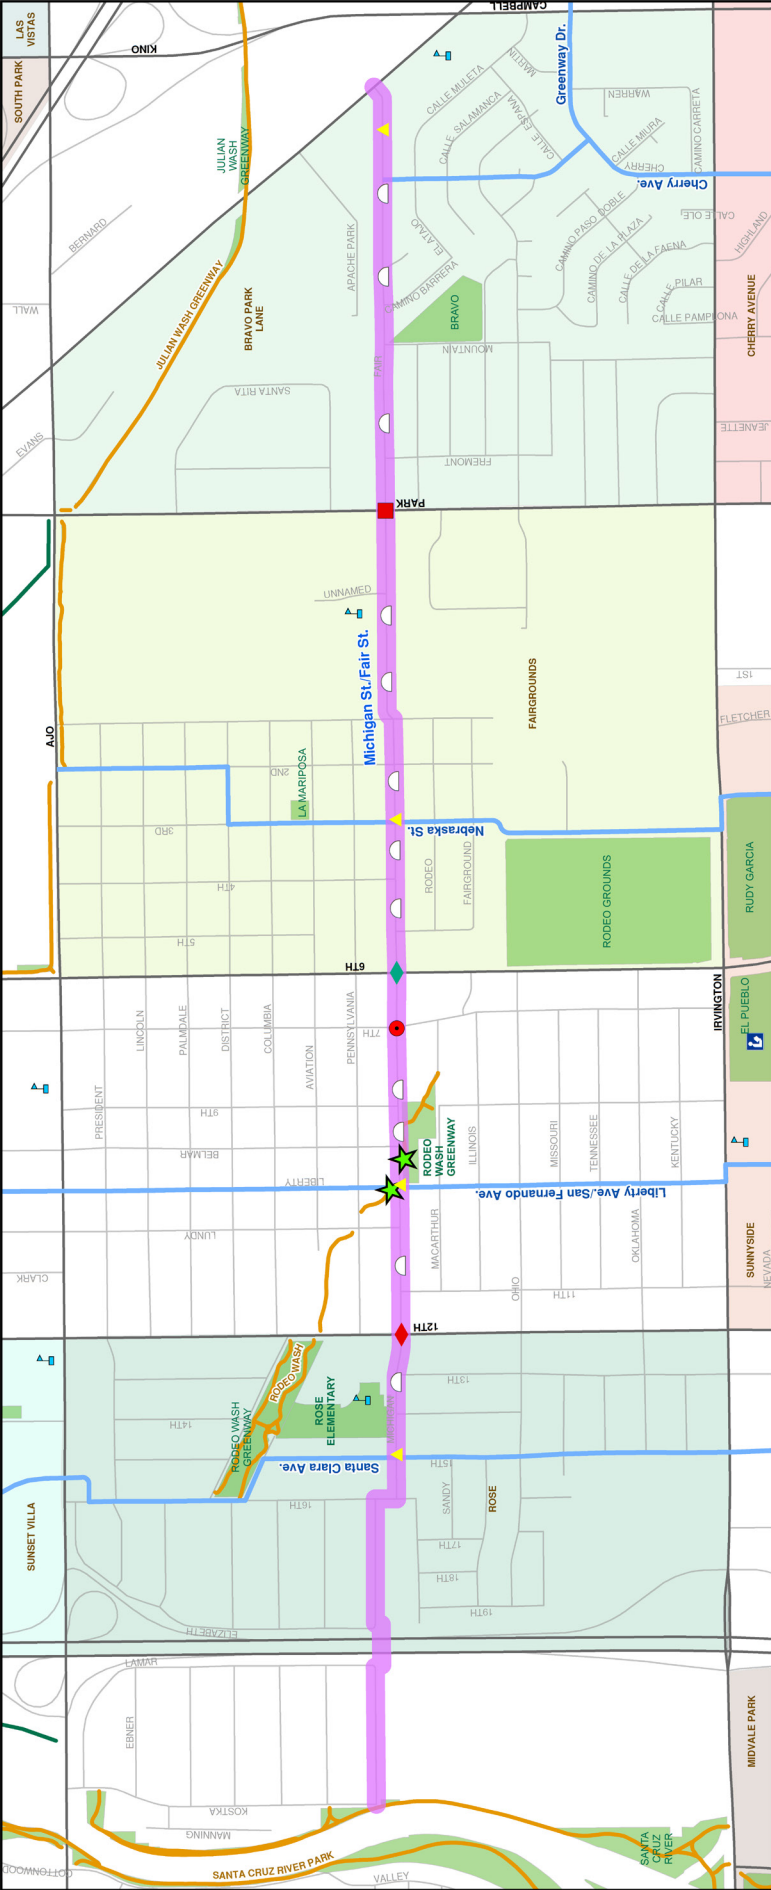 LAS
VISTAS
SOUTH PARK
KINO
CAMPBELL
JULIAN
WASH
GREENWAY
Greenway Dr.
MARTIN
CALLE MULETA
CALLE SALAMANCA
CALLE ESPANA
WARREN
CALLE MIURA
CHERRY
CAMINO CARRETA
Cherry Ave.
BERNARD
WALL
JULIAN WASH GREENWAY
BRAVO PARK
LANE
APACHE PARK
EL ATAJO
CAMINO BARRERA
BRAVO
CAMINO PASO DOBLE
CAMINO DE LA PLAZA
CALLE DE LA FAENA
CALLE OLE
CALLE PILAR
CALLE PAMPLONA
HIGHLAND
CHERRY AVENUE
MOUNTAIN
FAIR
SANTA RITA
EVANS
FREMONT
JEANETTE
PARK
UNNAMED
Michigan St./Fair St.
FAIRGROUNDS
1ST
FLETCHER
AJO
2ND
LA MARIPOSA
3RD
Nebraska St.
4TH
RODEO
FAIRGROUND
RODEO GROUNDS
RUDY GARCIA
5TH
6TH
IRVINGTON
EL PUEBLO
LINCOLN
PALMDALE
DISTRICT
COLUMBIA
AVIATION
PENNSYLVANIA
7TH
PRESIDENT
9TH
BELMAR
RODEO
WASH
GREENWAY
ILLINOIS
MISSOURI
TENNESSEE
KENTUCKY
LIBERTY
Liberty Ave./San Fernando Ave.
LUNDY
MACARTHUR
OKLAHOMA
SUNNYSIDE
CLARK
OHIO
11TH
NEVADA
12TH
RODEO WASH
RODEO WASH
GREENWAY
ROSE
ELEMENTARY
13TH
14TH
MICHIGAN
Santa Clara Ave.
15TH
16TH
SANDY
ROSE
SUNSET VILLA
17TH
18TH
19TH
ELIZABETH
LAMAR
EBNER
MIDVALE PARK
KOSTKA
MANNING
SANTA CRUZ RIVER PARK
SANTA
CRUZ
RIVER
COTTONWOOD
VALLEY